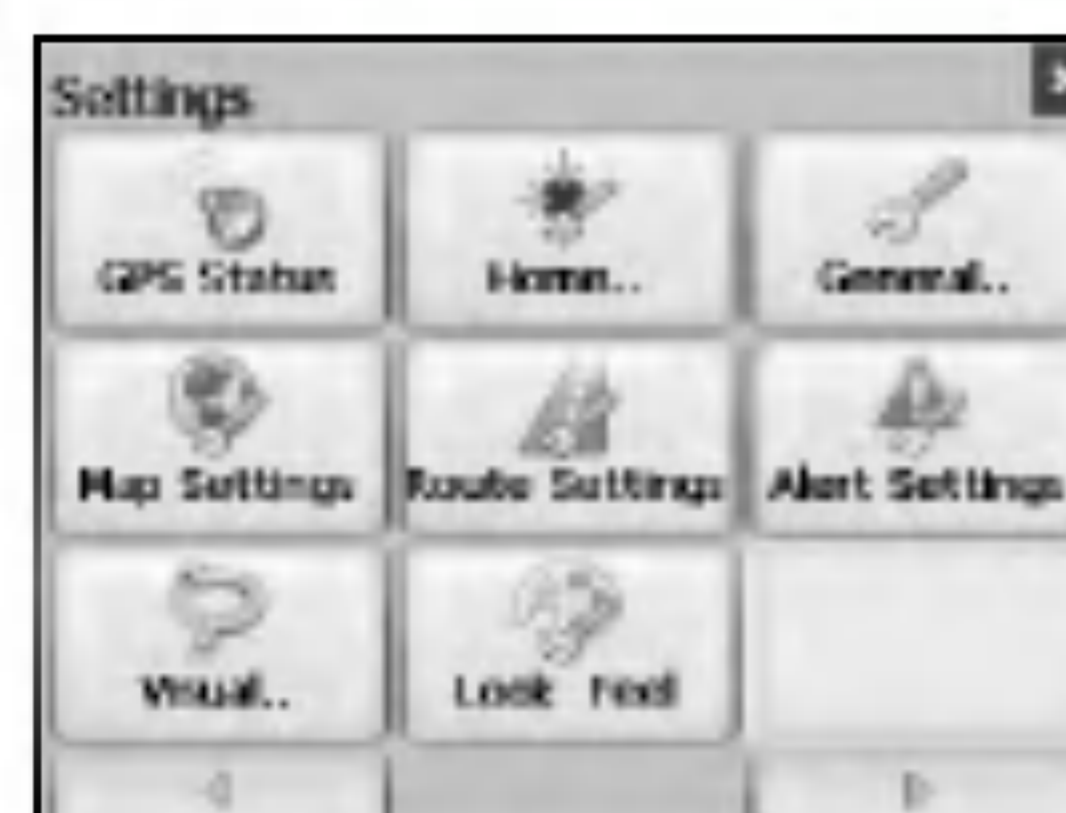 Settings
GPS Status
Home..
General..
Map Settings
Route Settings
Alert Settings
Visual..
Look Feel